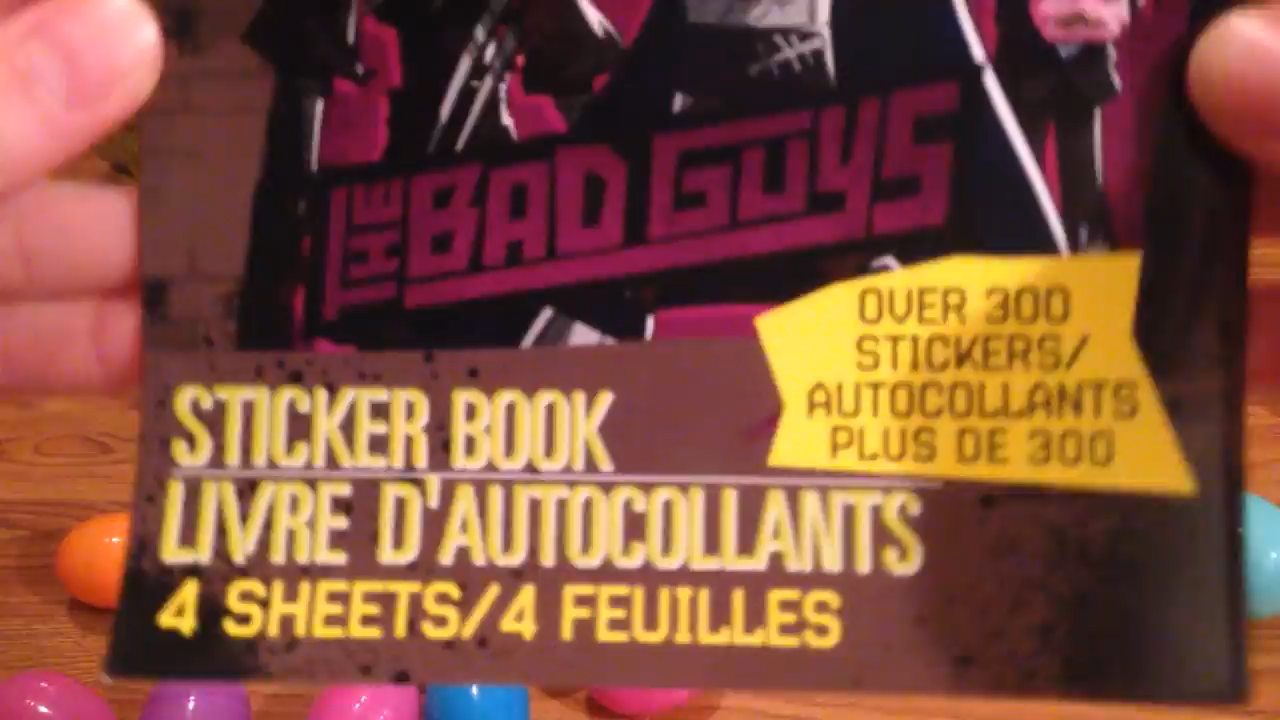 THE BAD GUYS
OVER 300
STICKERS/
AUTOCOLLANTS
PLUS DE 300
STICKER BOOK
LIVRE D'AUTOCOLLANTS
4 SHEETS/4 FEUILLES